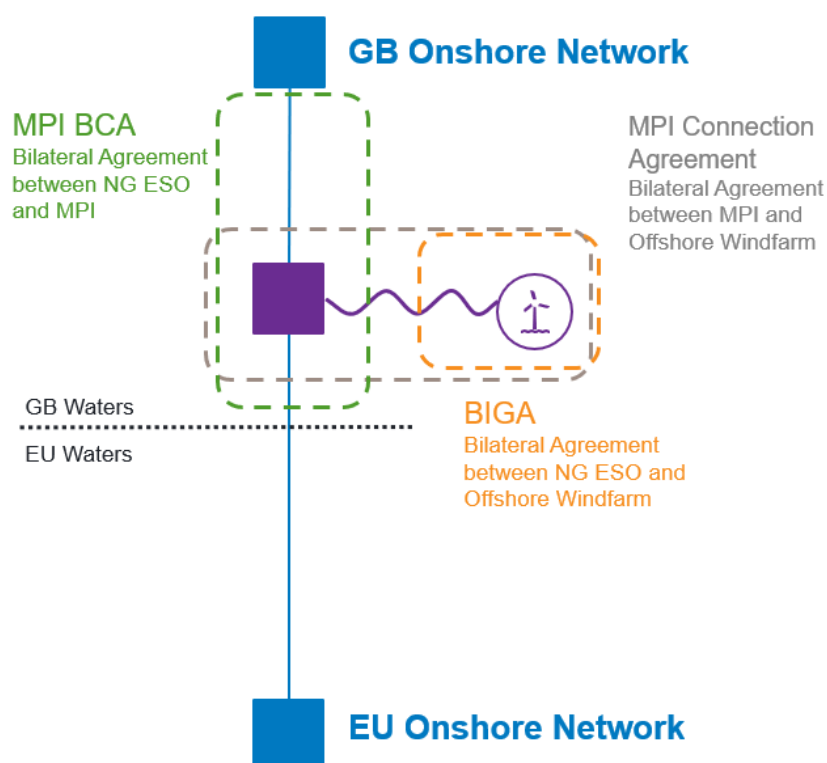 GB Onshore Network
MPI BCA
Bilateral Agreement
between NG ESO
and MPI
MPI Connection
Agreement
Bilateral Agreement
between MPI and
Offshore Windfarm
GB Waters
EU Waters
BIGA
Bilateral Agreement
between NG ESO and
Offshore Windfarm
EU Onshore Network